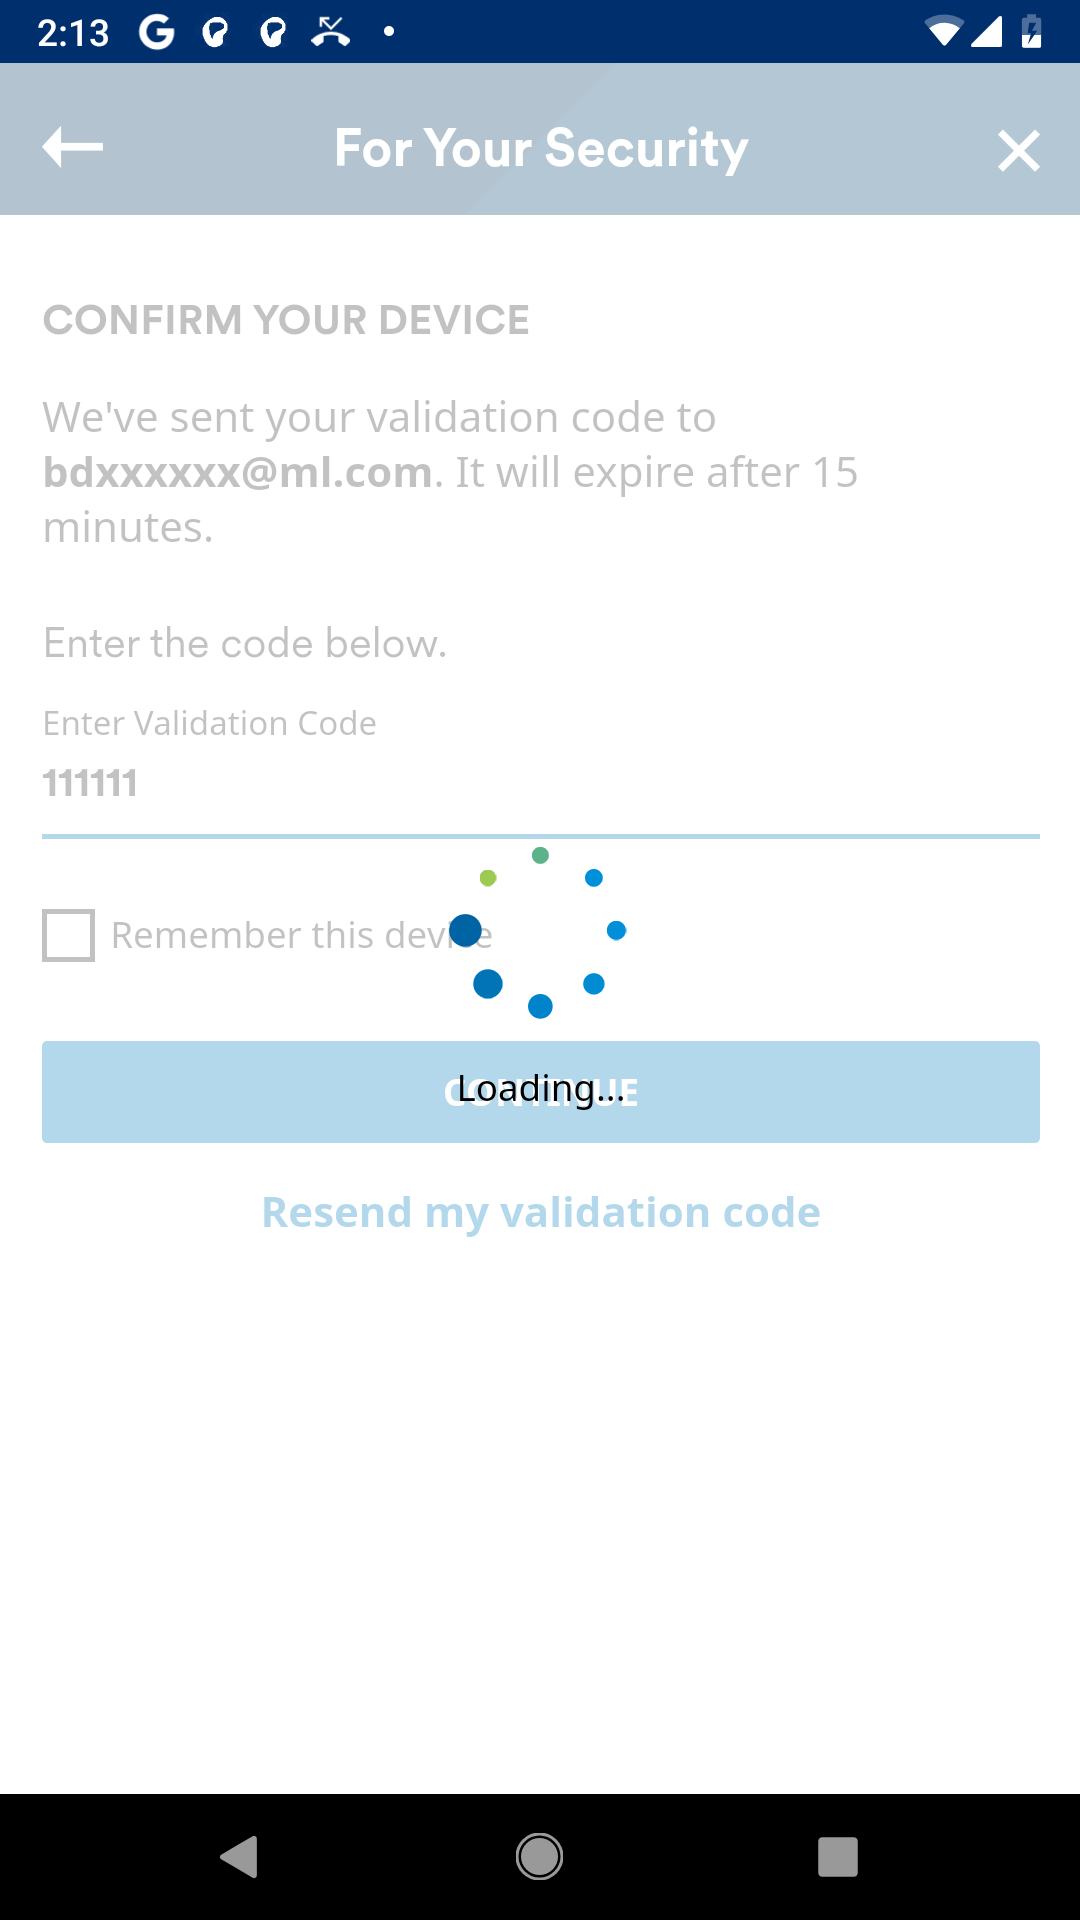 2:13
For Your Security
CONFIRM YOUR DEVICE
We've sent your validation code to
bdxxxxxx@ml.com. It will expire after 15
minutes.
Enter the code below.
Enter Validation Code
111111
Remember this device
CONTINUE
Loading...
Resend my validation code